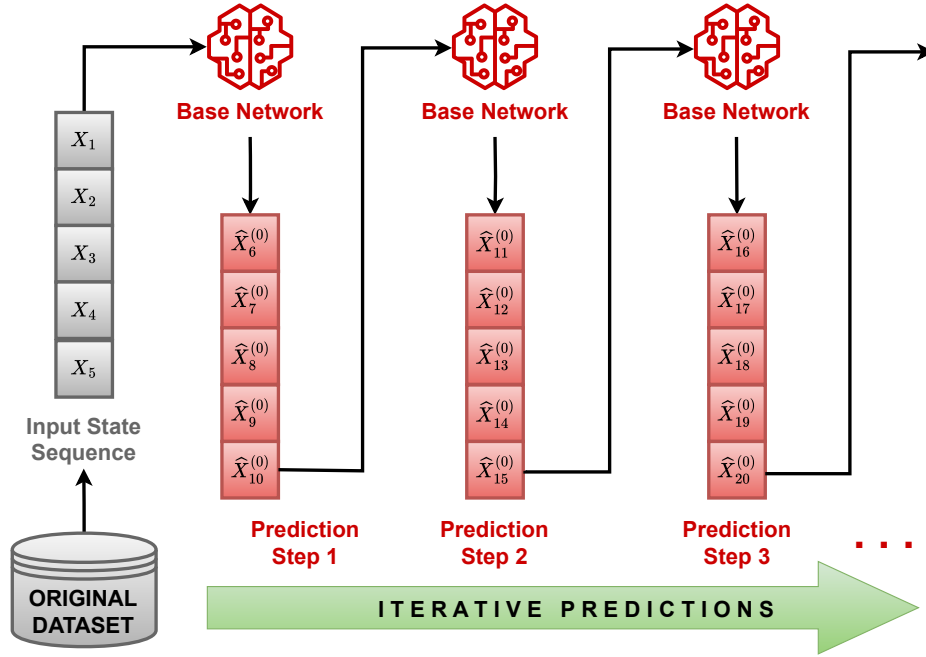 Base Network
Base Network
Base Network
X₁
X₂
X₃
X₄
X₅
Input State
Sequence
ORIGINAL
DATASET
X̂₆⁽⁰⁾
X̂₇⁽⁰⁾
X̂₈⁽⁰⁾
X̂₉⁽⁰⁾
X̂₁₀⁽⁰⁾
Prediction
Step 1
X̂₁₁⁽⁰⁾
X̂₁₂⁽⁰⁾
X̂₁₃⁽⁰⁾
X̂₁₄⁽⁰⁾
X̂₁₅⁽⁰⁾
Prediction
Step 2
X̂₁₆⁽⁰⁾
X̂₁₇⁽⁰⁾
X̂₁₈⁽⁰⁾
X̂₁₉⁽⁰⁾
X̂₂₀⁽⁰⁾
Prediction
Step 3
. . .
ITERATIVE PREDICTIONS